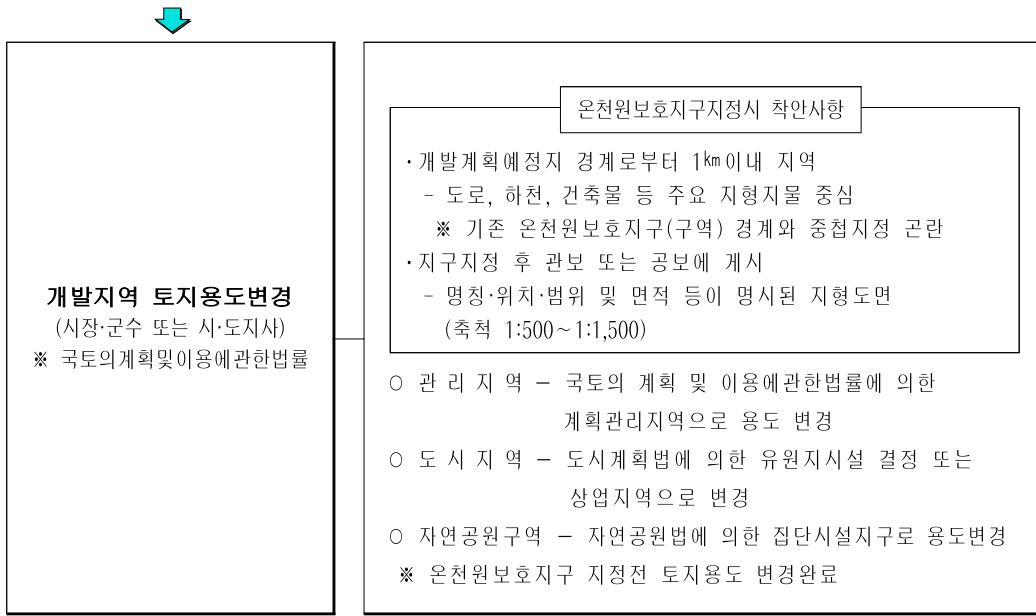 개발지역 토지용도변경
(시장·군수 또는 시·도지사)
※ 국토의계획및이용에관한법률
온천원보호지구지정시 착안사항
·개발계획예정지 경계로부터 1㎞이내 지역
- 도로, 하천, 건축물 등 주요 지형지물 중심
※ 기존 온천원보호지구(구역) 경계와 중첩지정 곤란
·지구지정 후 관보 또는 공보에 게시
- 명칭·위치·범위 및 면적 등이 명시된 지형도면
(축척 1:500~1:1,500)
○ 관 리 지 역 - 국토의 계획 및 이용에관한법률에 의한
계획관리지역으로 용도 변경
○ 도 시 지 역 - 도시계획법에 의한 유원지시설 결정 또는
상업지역으로 변경
○ 자연공원구역 - 자연공원법에 의한 집단시설지구로 용도변경
※ 온천원보호지구 지정전 토지용도 변경완료